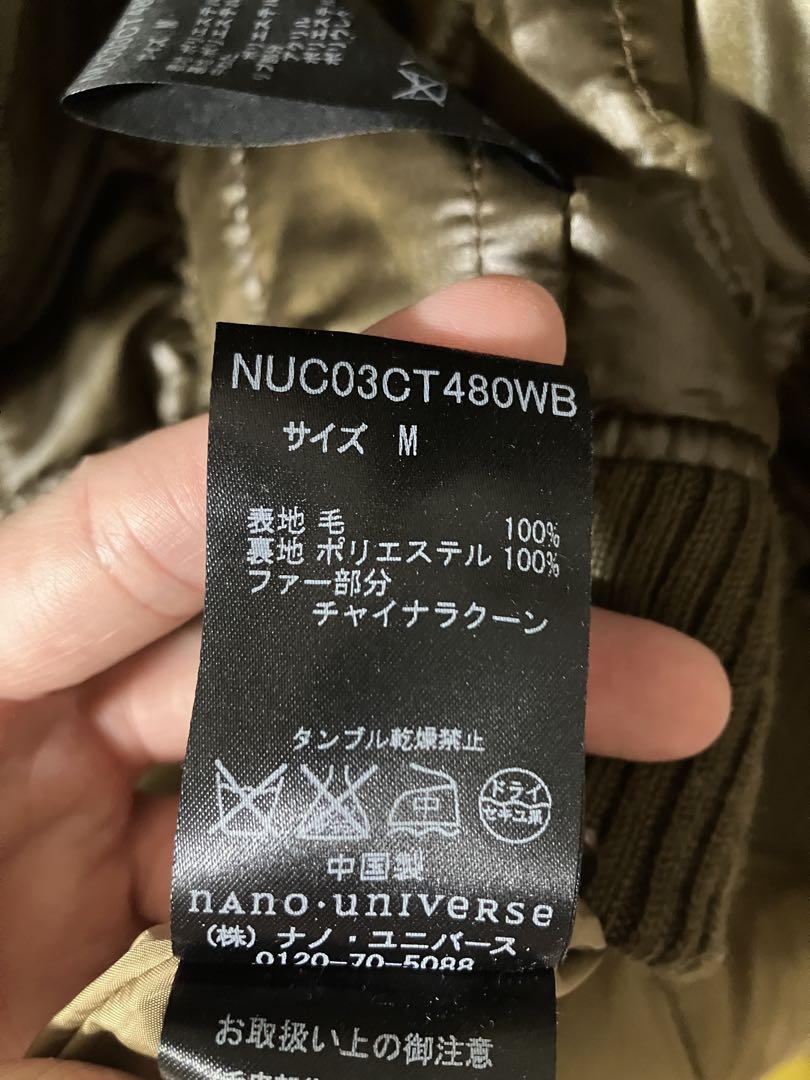 NUC03CT480WB
サイズ M
表地 毛 100%
裏地 ポリエステル 100%
ファー部分
チャイナラクーン
タンブル乾燥禁止
中
ドライ
セキユ系
中国製
nano・universe
(株) ナノ・ユニバース
0120-70-5088
お取扱い上の御注意